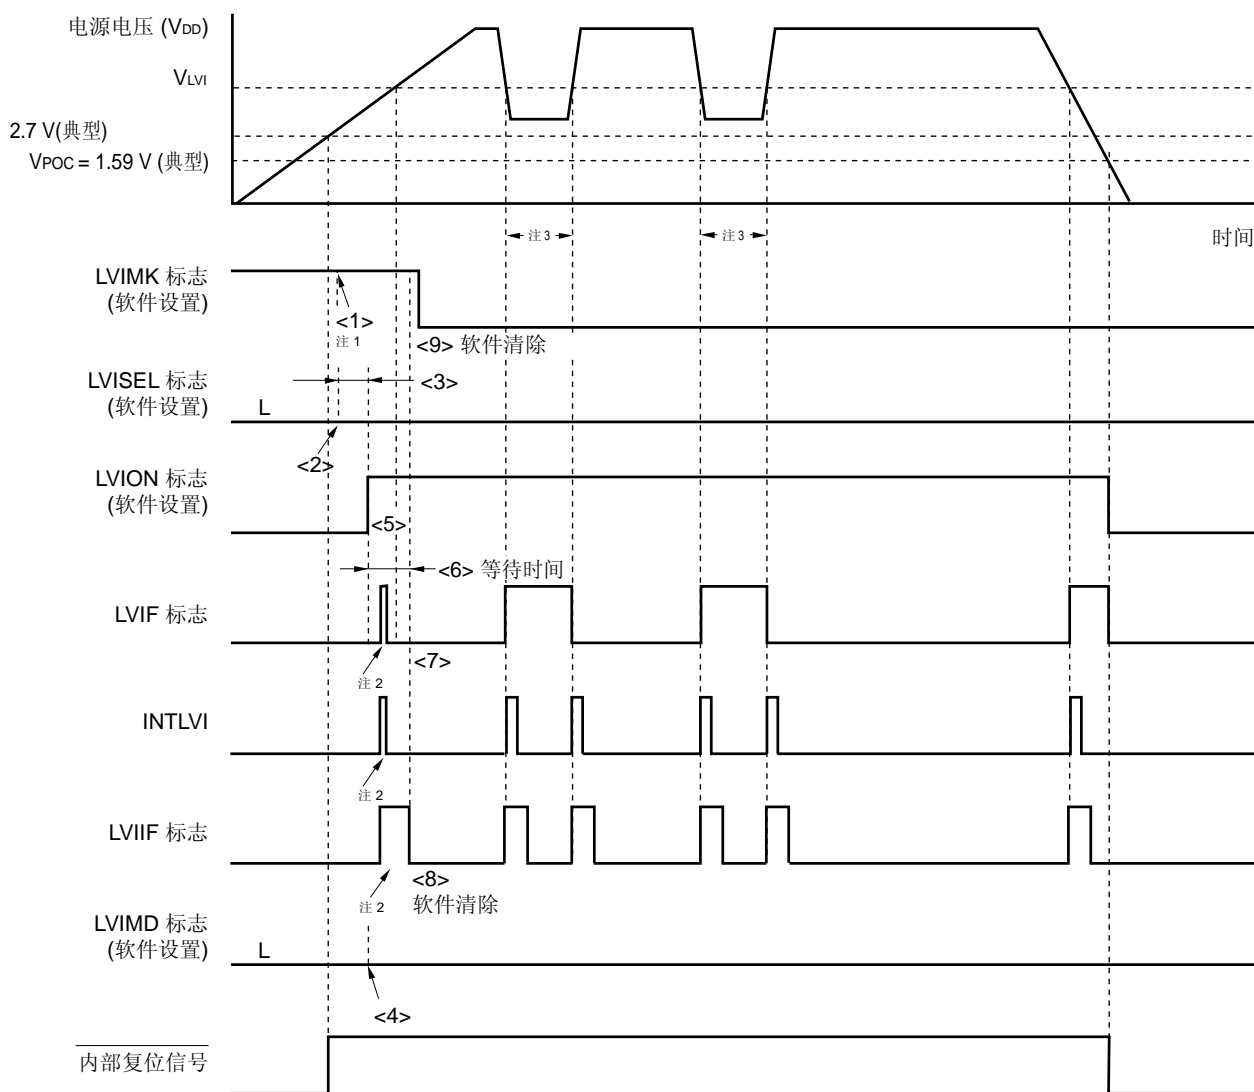 电源电压 (VDD)
VLVI
2.7 V(典型)
VPOC = 1.59 V (典型)
注 3
注 3
时间
LVIMK 标志
(软件设置)
<1>
注 1
<9> 软件清除
LVISEL 标志
(软件设置)
L
<3>
<2>
LVION 标志
(软件设置)
<5>
<6> 等待时间
LVIF 标志
<7>
注 2
INTLVI
注 2
LVIIF 标志
<8>
软件清除
注 2
LVIMD 标志
(软件设置)
L
<4>
内部复位信号